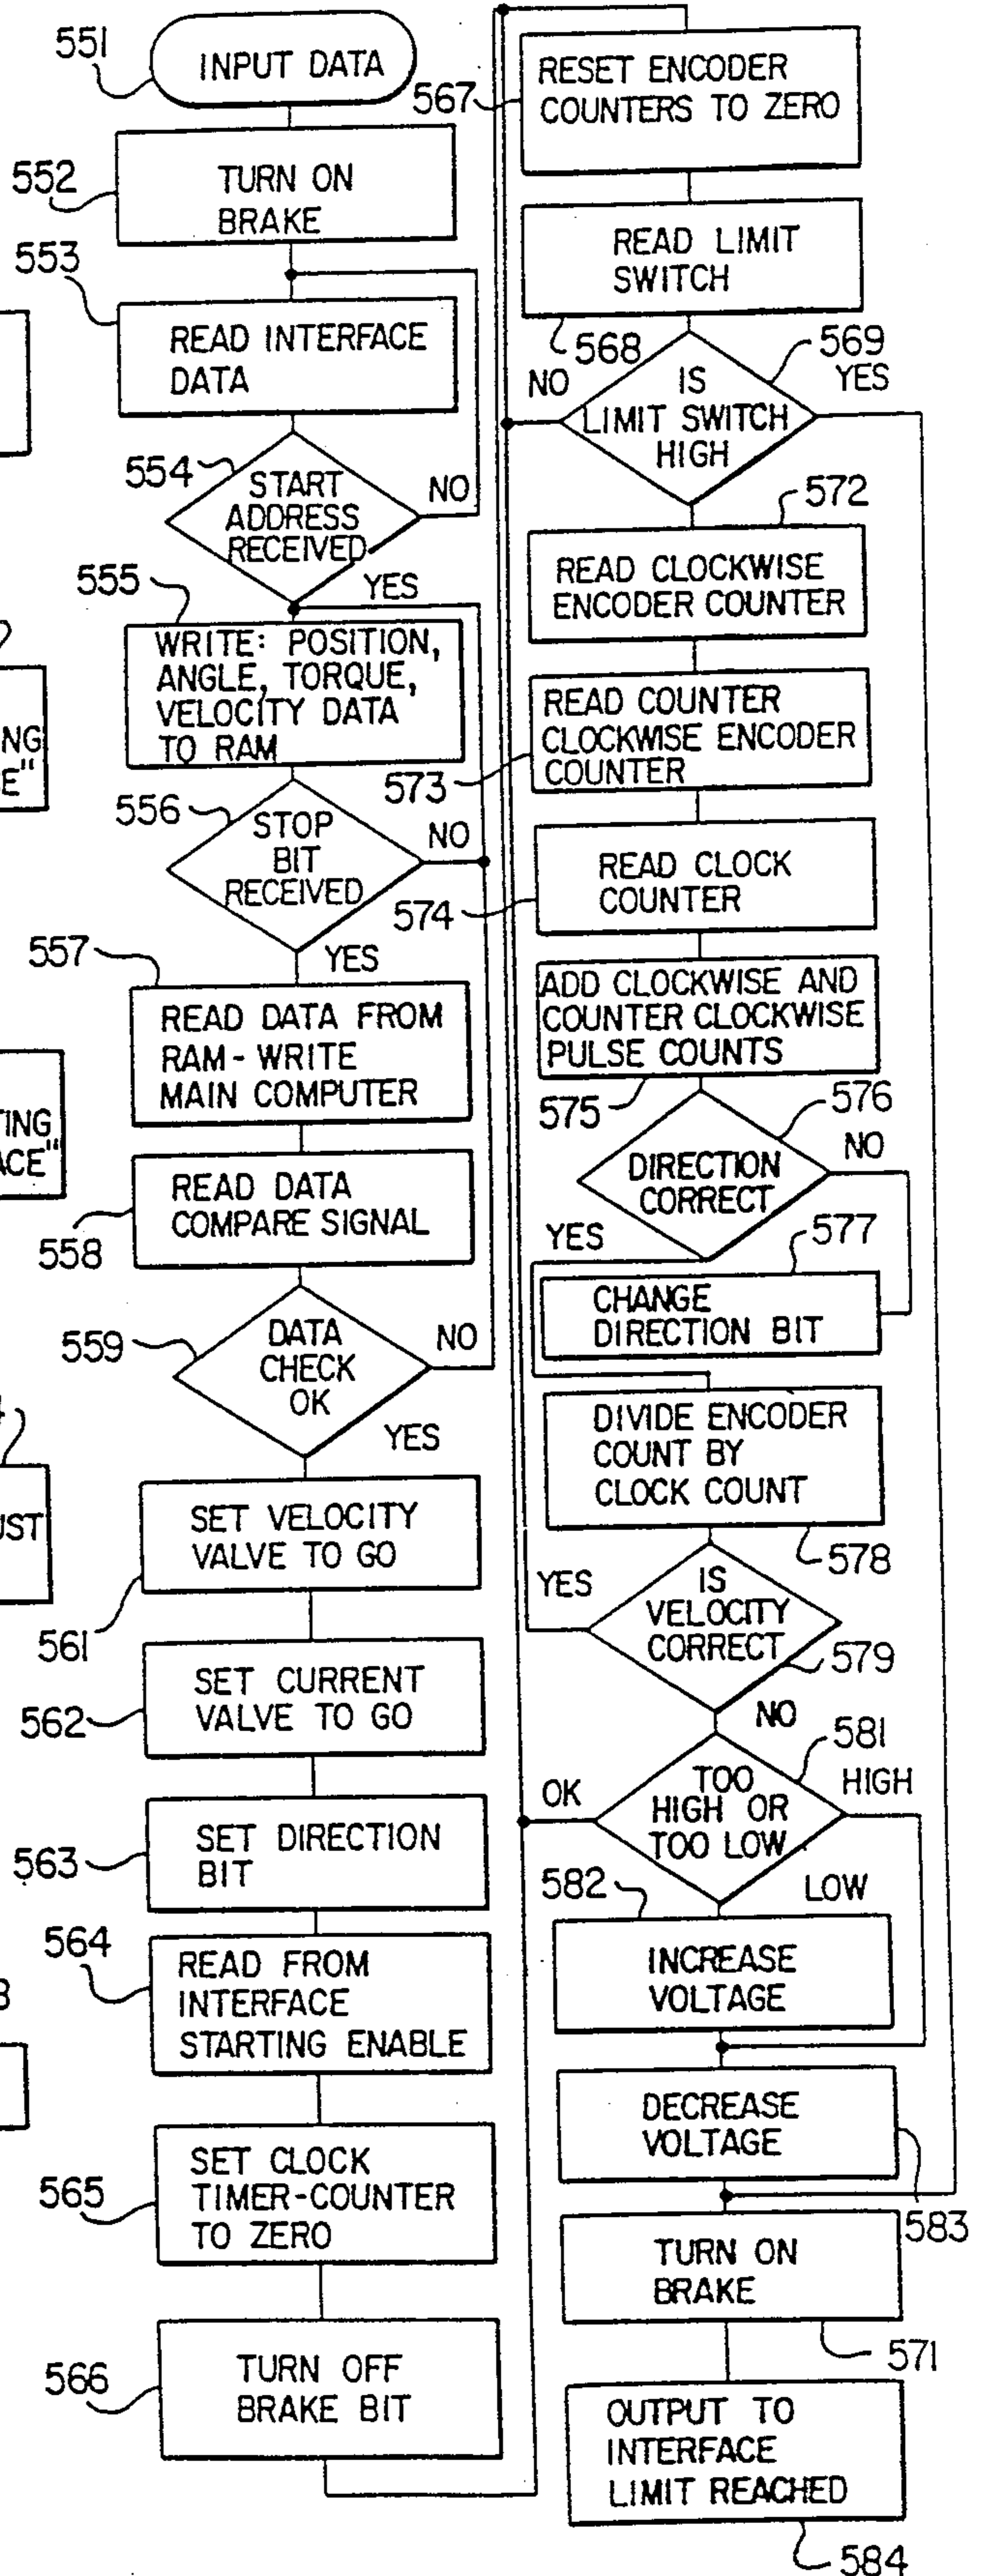 551
INPUT DATA
552
TURN ON
BRAKE
553
READ INTERFACE
DATA
554
START
ADDRESS
RECEIVED
NO
YES
555
WRITE: POSITION,
ANGLE, TORQUE,
VELOCITY DATA
TO RAM
556
STOP
BIT
RECEIVED
NO
YES
557
READ DATA FROM
RAM-WRITE
MAIN COMPUTER
558
READ DATA
COMPARE SIGNAL
559
DATA
CHECK
OK
NO
YES
561
SET VELOCITY
VALVE TO GO
562
SET CURRENT
VALVE TO GO
563
SET DIRECTION
BIT
564
READ FROM
INTERFACE
STARTING ENABLE
565
SET CLOCK
TIMER-COUNTER
TO ZERO
566
TURN OFF
BRAKE BIT
567
RESET ENCODER
COUNTERS TO ZERO
READ LIMIT
SWITCH
568
569
NO
IS
LIMIT SWITCH
HIGH
YES
572
READ CLOCKWISE
ENCODER COUNTER
573
READ COUNTER
CLOCKWISE ENCODER
COUNTER
574
READ CLOCK
COUNTER
ADD CLOCKWISE AND
COUNTER CLOCKWISE
PULSE COUNTS
575
576
DIRECTION
CORRECT
NO
YES
577
CHANGE
DIRECTION BIT
DIVIDE ENCODER
COUNT BY
CLOCK COUNT
578
YES
IS
VELOCITY
CORRECT
579
NO
581
OK
TOO
HIGH OR
TOO LOW
HIGH
LOW
582
INCREASE
VOLTAGE
DECREASE
VOLTAGE
583
TURN ON
BRAKE
571
OUTPUT TO
INTERFACE
LIMIT REACHED
584
NG
E"
TING
ACE"
UST